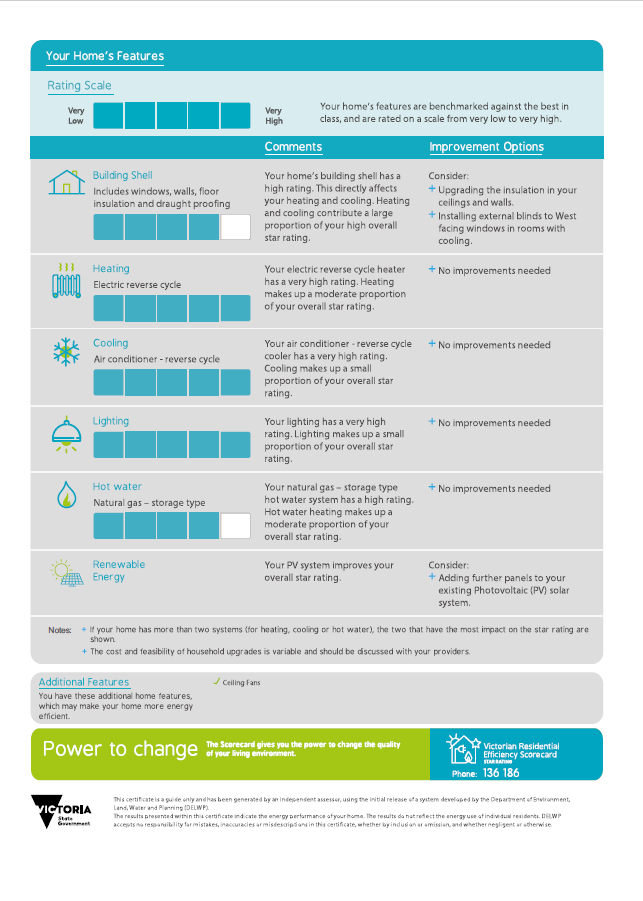 Your Home's Features
Rating Scale
Very
Low
Very
High
Your home's features are benchmarked against the best in
class, and are rated on a scale from very low to very high.
Comments
Improvement Options
Building Shell
Includes windows, walls, floor
insulation and draught proofing
Your home's building shell has a
high rating. This directly affects
your heating and cooling. Heating
and cooling contribute a large
proportion of your high overall
star rating.
Consider:
+ Upgrading the insulation in your
ceilings and walls.
+ Installing external blinds to West
facing windows in rooms with
cooling.
Heating
Electric reverse cycle
Your electric reverse cycle heater
has a very high rating. Heating
makes up a moderate proportion
of your overall star rating.
+ No improvements needed
Cooling
Air conditioner - reverse cycle
Your air conditioner - reverse cycle
cooler has a very high rating.
Cooling makes up a small
proportion of your overall star
rating.
+ No improvements needed
Lighting
Your lighting has a very high
rating. Lighting makes up a small
proportion of your overall star
rating.
+ No improvements needed
Hot water
Natural gas – storage type
Your natural gas – storage type
hot water system has a high rating.
Hot water heating makes up a
moderate proportion of your
overall star rating.
+ No improvements needed
Renewable
Energy
Your PV system improves your
overall star rating.
Consider:
+ Adding further panels to your
existing Photovoltaic (PV) solar
system.
Notes:
+ If your home has more than two systems (for heating, cooling or hot water), the two that have the most impact on the star rating are
shown.
+ The cost and feasibility of household upgrades is variable and should be discussed with your providers.
Additional Features
You have these additional home features,
which may make your home more energy
efficient.
✓ Ceiling Fans
Power to change
The Scorecard gives you the power to change the quality
of your living environment.
Victorian Residential
Efficiency Scorecard
STAR RATING
Phone: 136 186
VICTORIA
State
Government
This certificate is a guide only and has been generated by an independent assessor, using the initial release of a system developed by the Department of Environment,
Land, Water and Planning (DELWP).
The results presented within this certificate indicate the energy performance of your home. The results do not reflect the energy use of individual residents. DELWP
accepts no responsibility for mistakes, inaccuracies or misdescriptions in this certificate, whether by inclusion or omission, and whether negligent or otherwise.